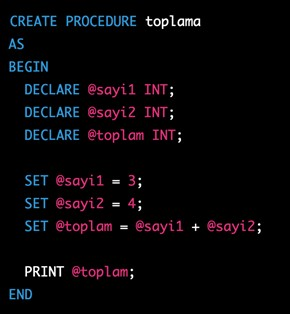 CREATE PROCEDURE toplama
AS
BEGIN
DECLARE @sayi1 INT;
DECLARE @sayi2 INT;
DECLARE @toplam INT;
SET @sayi1 = 3;
SET @sayi2 = 4;
SET @toplam = @sayi1 + @sayi2;
PRINT @toplam;
END